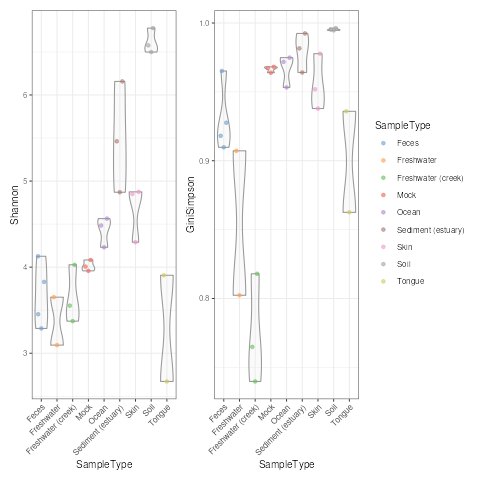 Shannon
6
5
4
3
Feces
Freshwater
Freshwater (creek)
Mock
Ocean
Sediment (estuary)
Skin
Soil
Tongue
SampleType
GiniSimpson
1.0
0.9
0.8
Feces
Freshwater
Freshwater (creek)
Mock
Ocean
Sediment (estuary)
Skin
Soil
Tongue
SampleType
SampleType
Feces
Freshwater
Freshwater (creek)
Mock
Ocean
Sediment (estuary)
Skin
Soil
Tongue